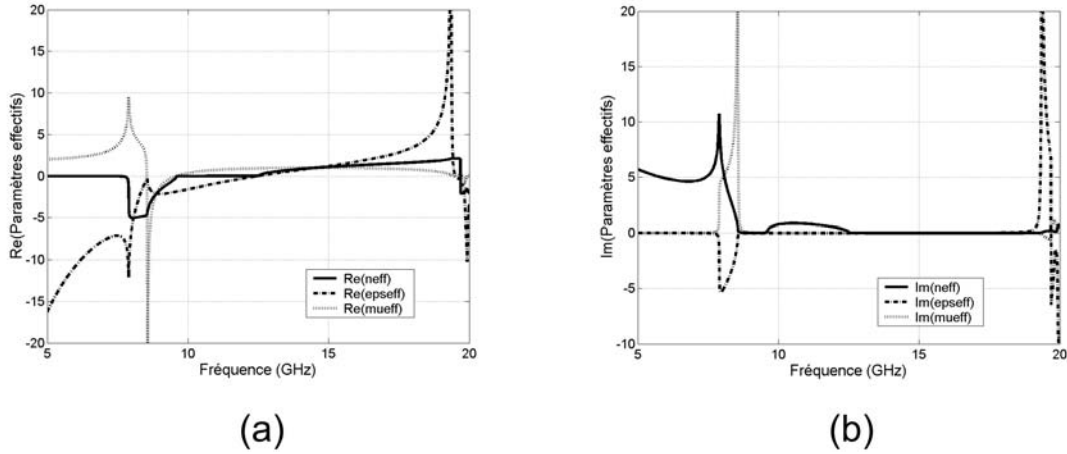 20
15
10
5
0
-5
-10
-15
-20
Re(Paramètres effectifs)
Re(neff)
Re(epseff)
Re(mueff)
5
10
15
20
Fréquence (GHz)
(a)
20
15
10
5
0
-5
-10
Im(Paramètres effectifs)
Im(neff)
Im(epseff)
Im(mueff)
5
10
15
20
Fréquence (GHz)
(b)